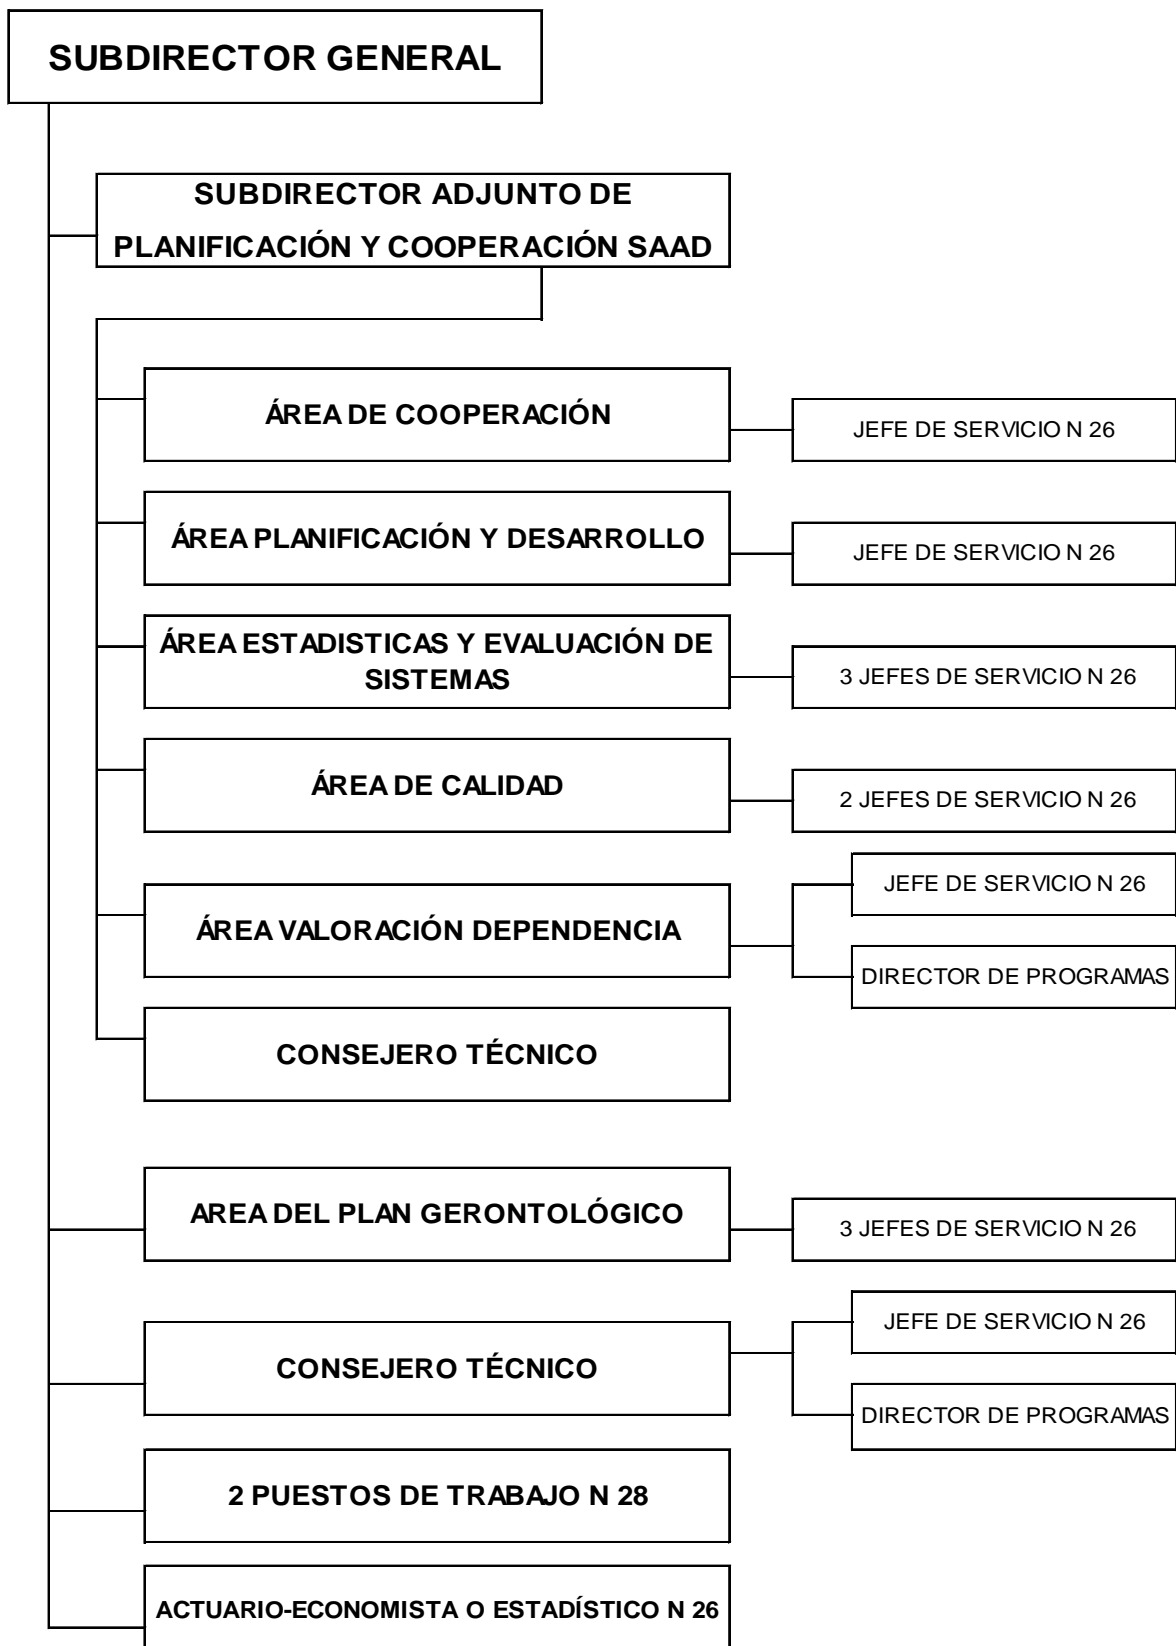 SUBDIRECTOR GENERAL
SUBDIRECTOR ADJUNTO DE
PLANIFICACIÓN Y COOPERACIÓN SAAD
ÁREA DE COOPERACIÓN
JEFE DE SERVICIO N 26
ÁREA PLANIFICACIÓN Y DESARROLLO
JEFE DE SERVICIO N 26
ÁREA ESTADISTICAS Y EVALUACIÓN DE
SISTEMAS
3 JEFES DE SERVICIO N 26
ÁREA DE CALIDAD
2 JEFES DE SERVICIO N 26
ÁREA VALORACIÓN DEPENDENCIA
JEFE DE SERVICIO N 26
DIRECTOR DE PROGRAMAS
CONSEJERO TÉCNICO
AREA DEL PLAN GERONTOLÓGICO
3 JEFES DE SERVICIO N 26
CONSEJERO TÉCNICO
JEFE DE SERVICIO N 26
DIRECTOR DE PROGRAMAS
2 PUESTOS DE TRABAJO N 28
ACTUARIO-ECONOMISTA O ESTADÍSTICO N 26